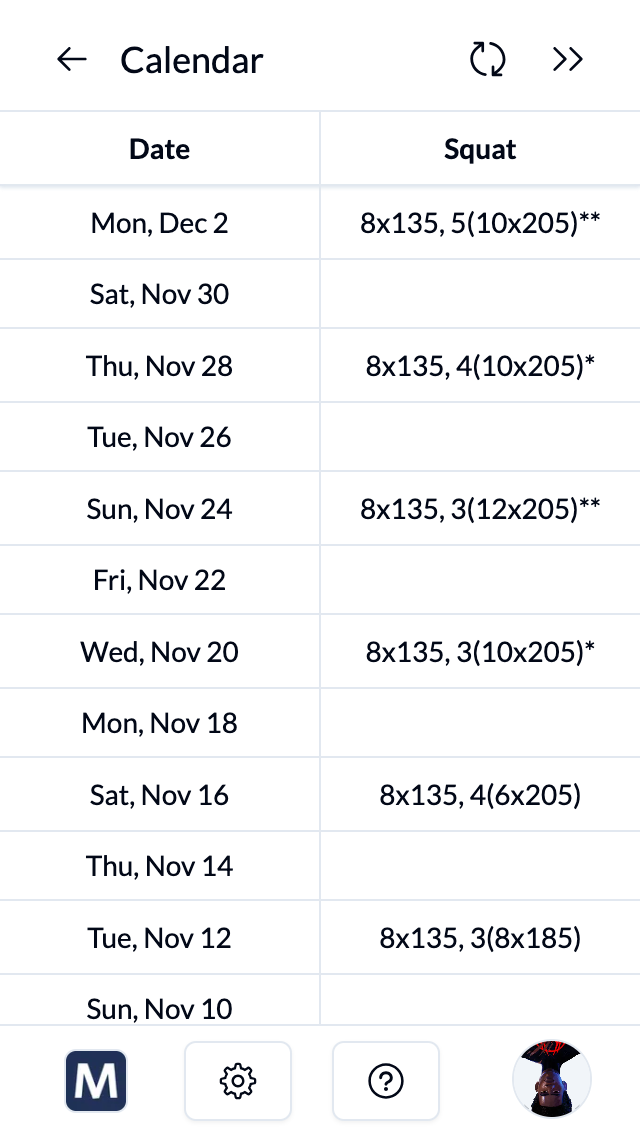 Calendar
Date Squat
Mon, Dec 2 8x135, 5(10x205)**
Sat, Nov 30
Thu, Nov 28 8x135, 4(10x205)*
Tue, Nov 26
Sun, Nov 24 8x135, 3(12x205)**
Fri, Nov 22
Wed, Nov 20 8x135, 3(10x205)*
Mon, Nov 18
Sat, Nov 16 8x135, 4(6x205)
Thu, Nov 14
Tue, Nov 12 8x135, 3(8x185)
Sun, Nov 10
M